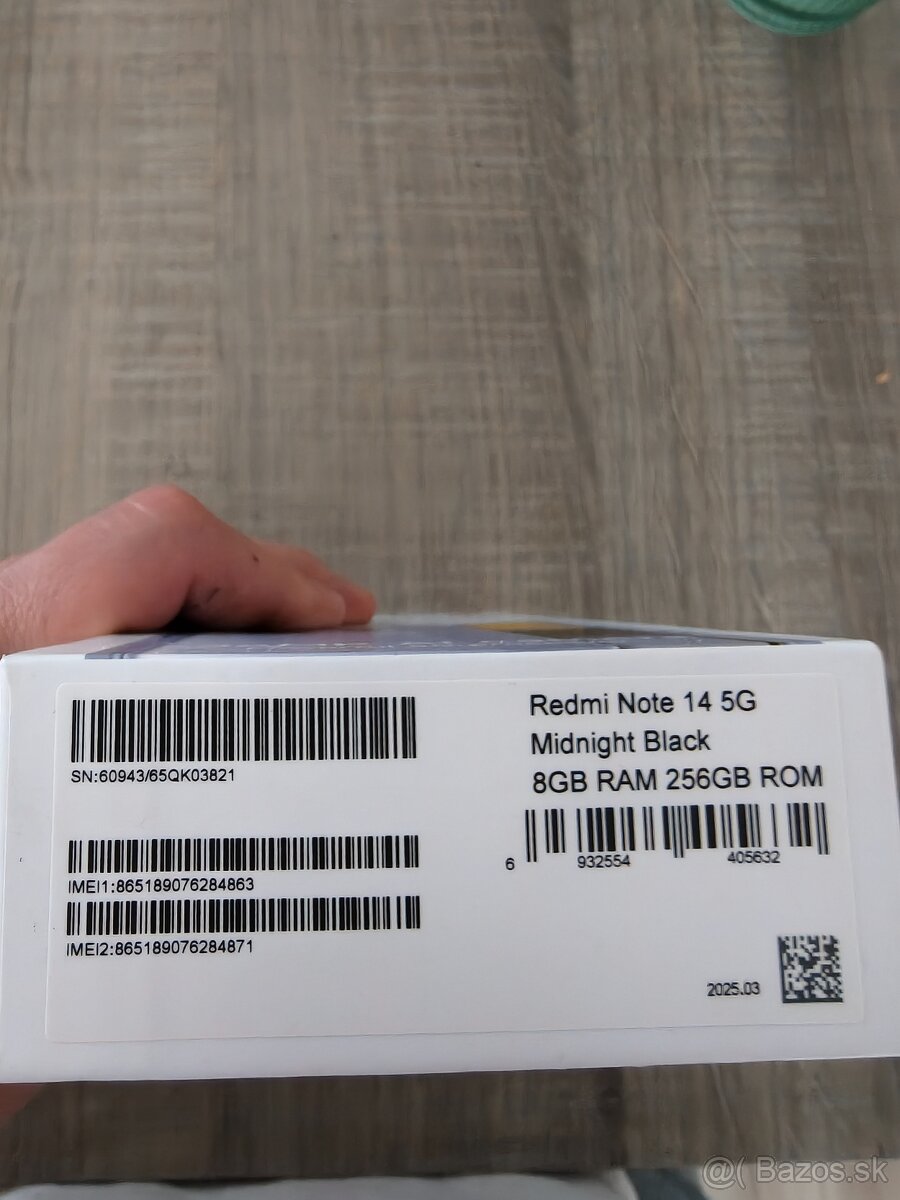 SN:60943/65QK03821
IMEI1:865189076284863
IMEI2:865189076284871
Redmi Note 14 5G
Midnight Black
8GB RAM 256GB ROM
6 932554 405632
2025.03
@( Bazos.sk